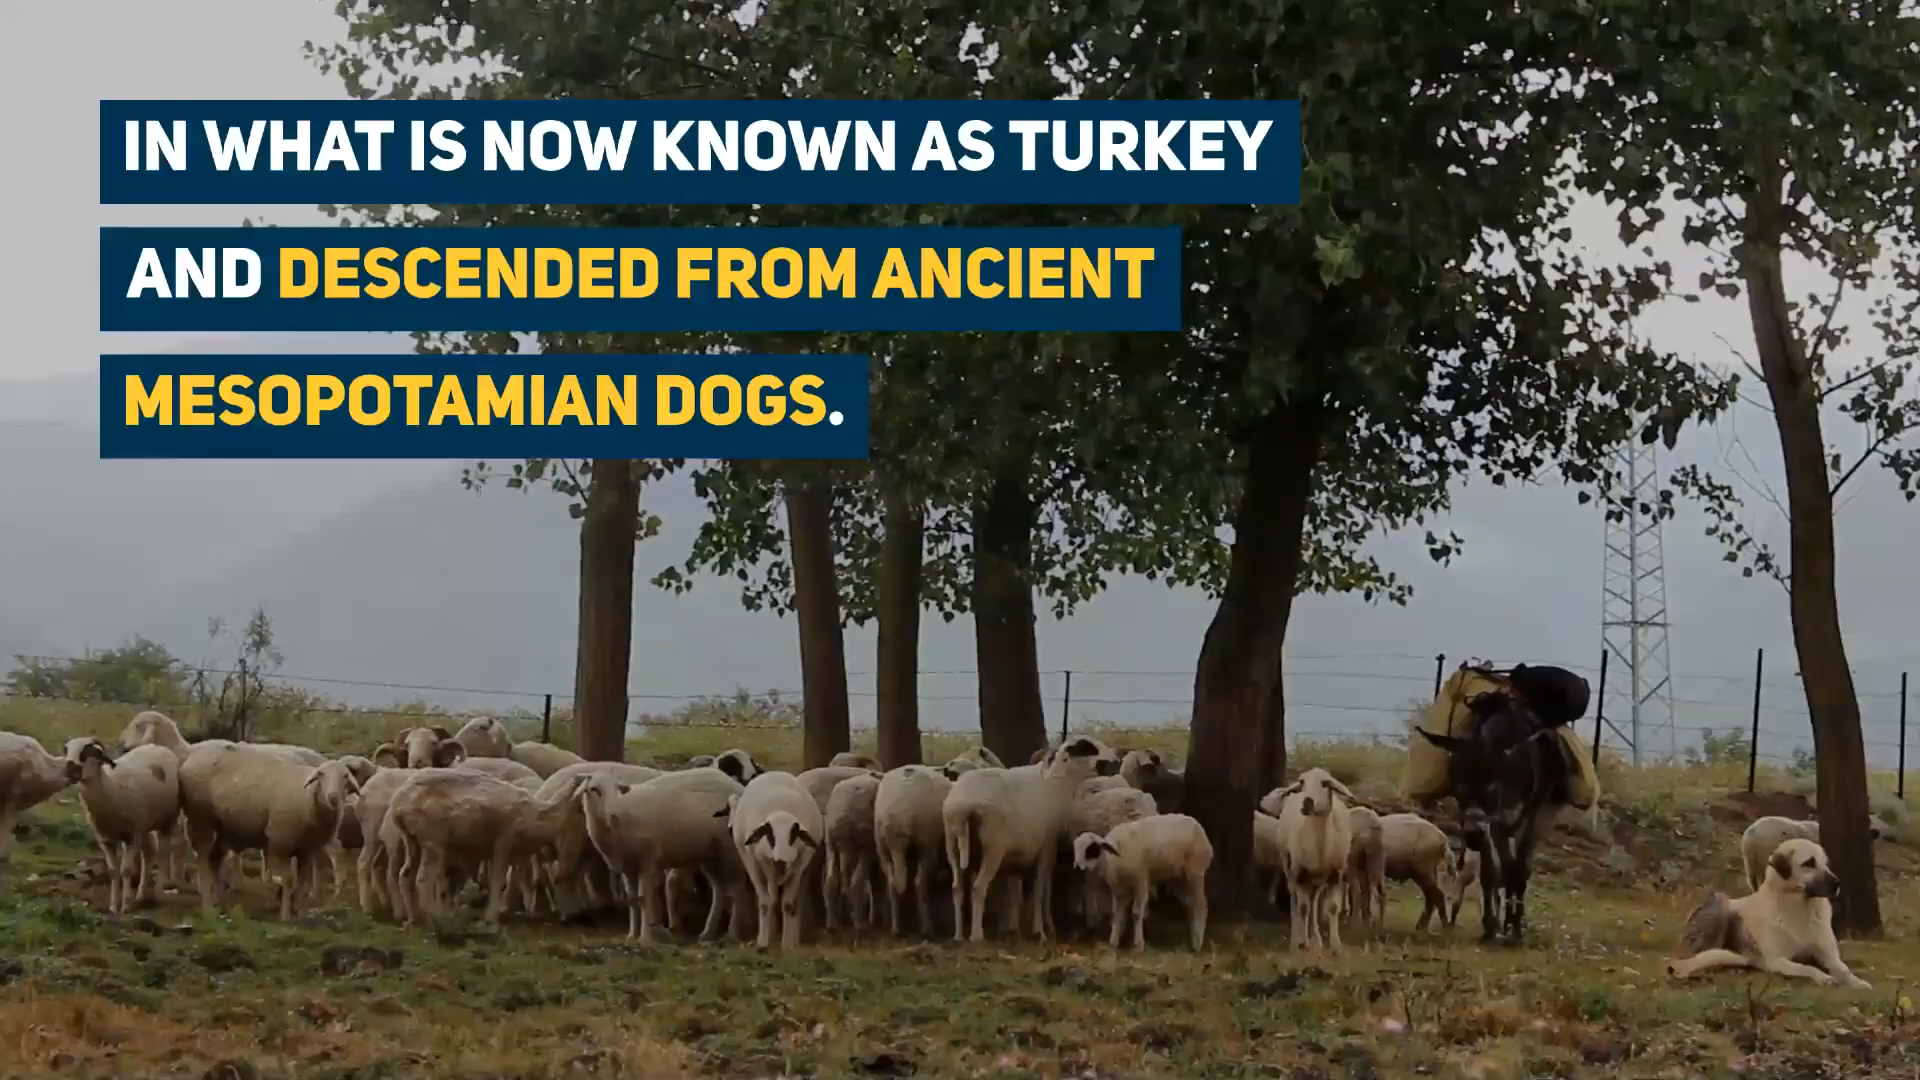 IN WHAT IS NOW KNOWN AS TURKEY
AND DESCENDED FROM ANCIENT
MESOPOTAMIAN DOGS.